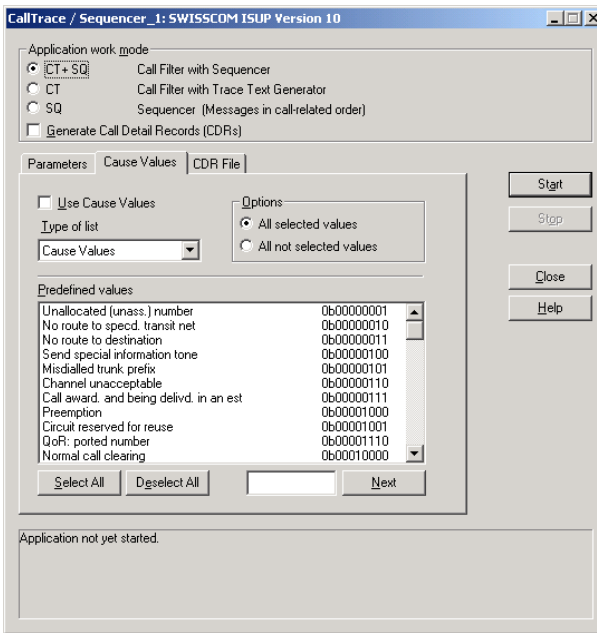 CallTrace / Sequencer_1: SWISSCOM ISUP Version 10
Application work mode
CT+ SQ Call Filter with Sequencer
CT Call Filter with Trace Text Generator
SQ Sequencer (Messages in call-related order)
Generate Call Detail Records (CDRs)
Parameters Cause Values CDR File
Start
Use Cause Values Options
Stop
Type of list All selected values
Cause Values All not selected values
Close
Predefined values
Help
Unallocated (unass.) number 0b00000001
No route to specd. transit net 0b00000010
No route to destination 0b00000011
Send special information tone 0b00000100
Misdialled trunk prefix 0b00000101
Channel unacceptable 0b00000110
Call award. and being delivd. in an est 0b00000111
Preemption 0b00001000
Circuit reserved for reuse 0b00001001
QoR: ported number 0b00001110
Normal call clearing 0b00010000
Select All Deselect All Next
Application not yet started.